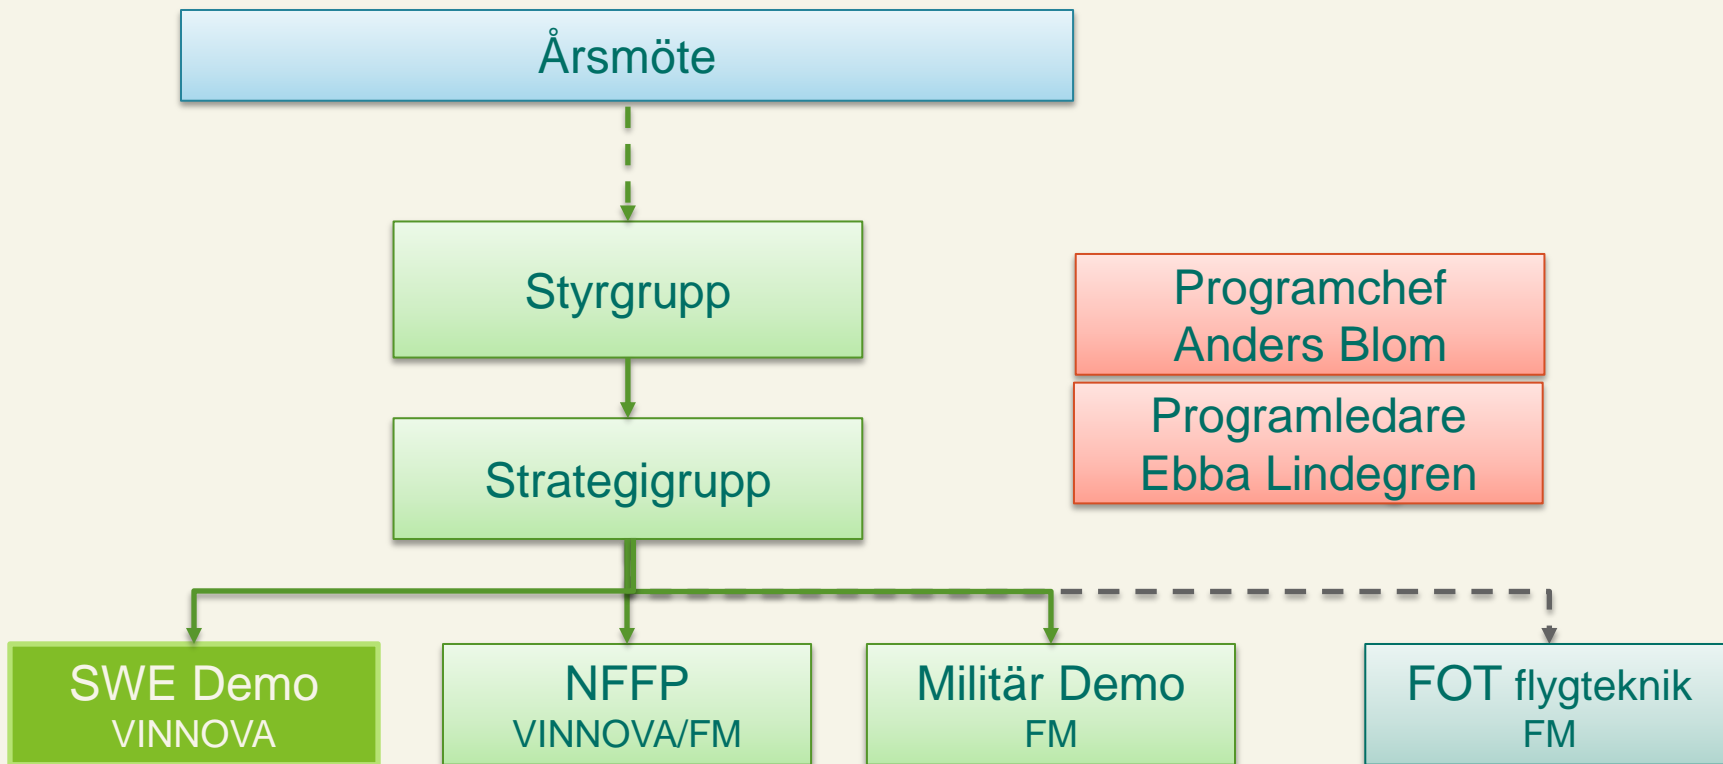 Årsmöte
Styrgrupp
Programchef
Anders Blom
Programledare
Ebba Lindegren
Strategigrupp
SWE Demo
VINNOVA
NFFP
VINNOVA/FM
Militär Demo
FM
FOT flygteknik
FM